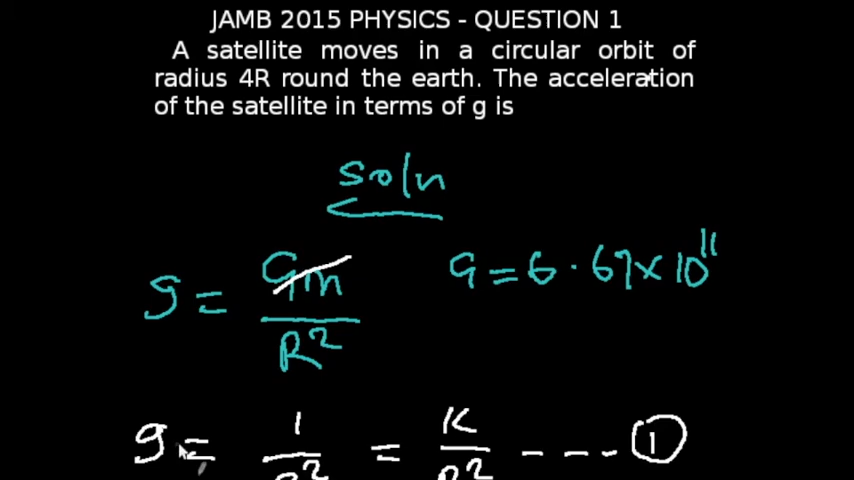 JAMB 2015 PHYSICS - QUESTION 1
A satellite moves in a circular orbit of
radius 4R round the earth. The acceleration
of the satellite in terms of g is
Soln
g = Gm / R² G = 6.67 x 10¹¹
g = 1 / R² = K / R² - - - - ①